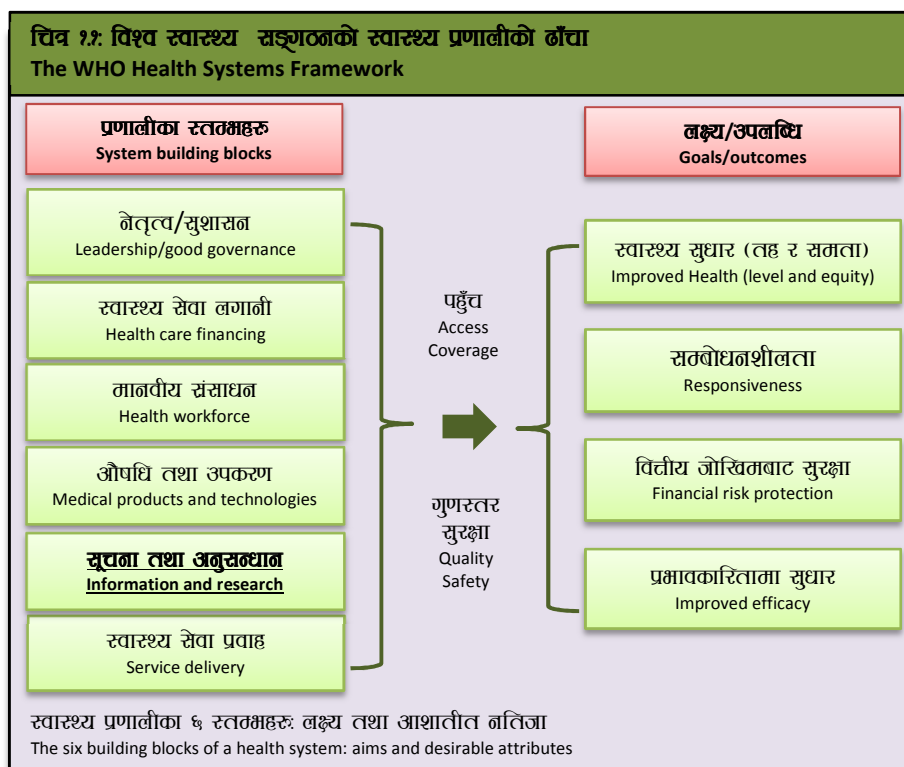 चित्र १.१: विश्व स्वास्थ्य सङ्गठनको स्वास्थ्य प्रणालीको ढाँचा
The WHO Health Systems Framework
प्रणालीका स्तम्भहरु
System building blocks
नेतृत्व/सुशासन
Leadership/good governance
स्वास्थ्य सेवा लगानी
Health care financing
मानवीय संसाधन
Health workforce
औषधि तथा उपकरण
Medical products and technologies
सूचना तथा अनुसन्धान
Information and research
स्वास्थ्य सेवा प्रवाह
Service delivery
पहुँच
Access
Coverage
गुणस्तर
सुरक्षा
Quality
Safety
लक्ष्य/उपलब्धि
Goals/outcomes
स्वास्थ्य सुधार (तह र समता)
Improved Health (level and equity)
सम्बोधनशीलता
Responsiveness
वित्तीय जोखिमबाट सुरक्षा
Financial risk protection
प्रभावकारितामा सुधार
Improved efficacy
स्वास्थ्य प्रणालीका ६ स्तम्भहरु: लक्ष्य तथा आशातीत नतिजा
The six building blocks of a health system: aims and desirable attributes